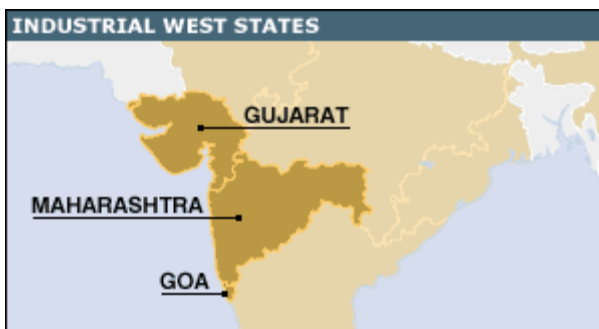 INDUSTRIAL WEST STATES
GUJARAT
MAHARASHTRA
GOA